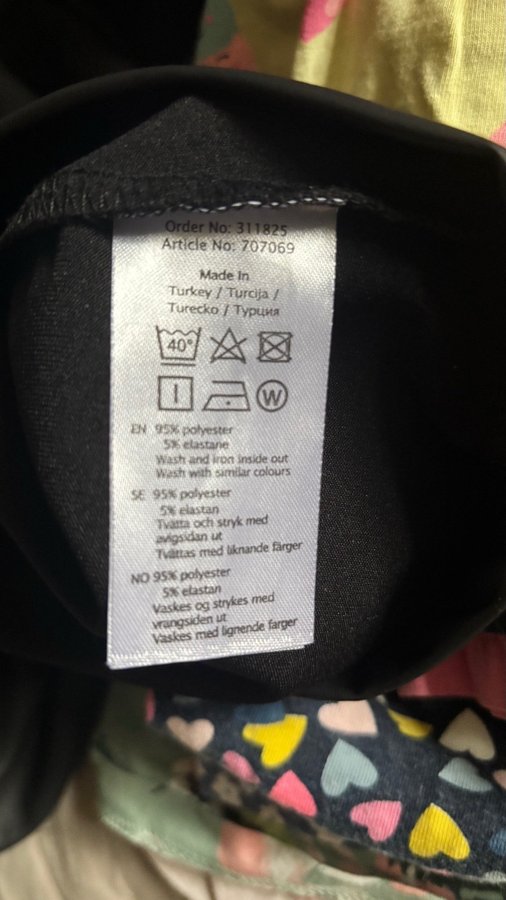 Order No: 311825
Article No: 707069
Made In
Turkey / Turcija /
Turecko / Турция
40°
W
EN 95% polyester
5% elastane
Wash and iron inside out
Wash with similar colours
SE 95% polyester
5% elastan
Tvätta och stryk med
avigsidan ut
Tvättas med liknande färger
NO 95% polyester
5% elastan
Vaskes og strykes med
vrangsiden ut
Vaskes med lignende farger